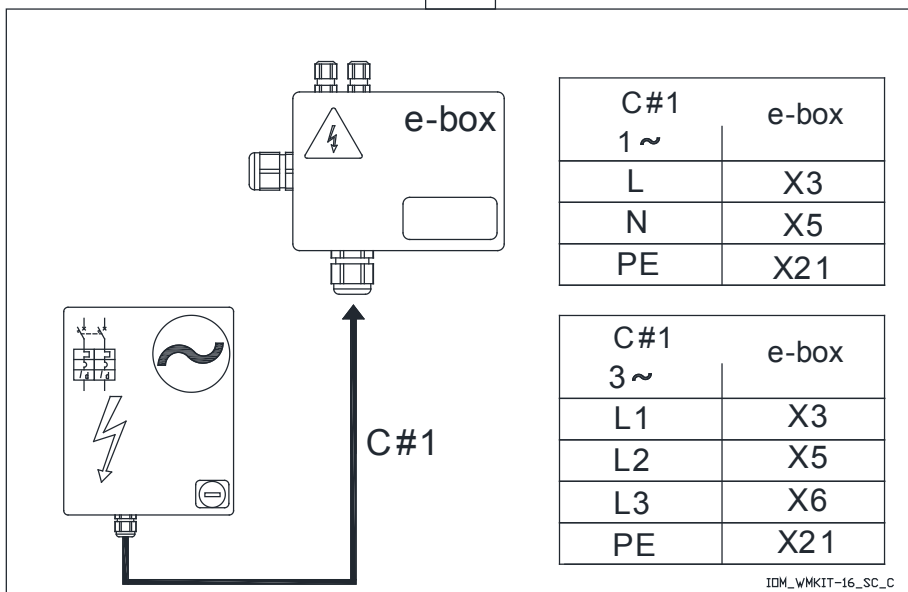 e-box
C#1
C#1 e-box
1~
L X3
N X5
PE X21
C#1 e-box
3~
L1 X3
L2 X5
L3 X6
PE X21
IOM_WMKIT-16_SC_C